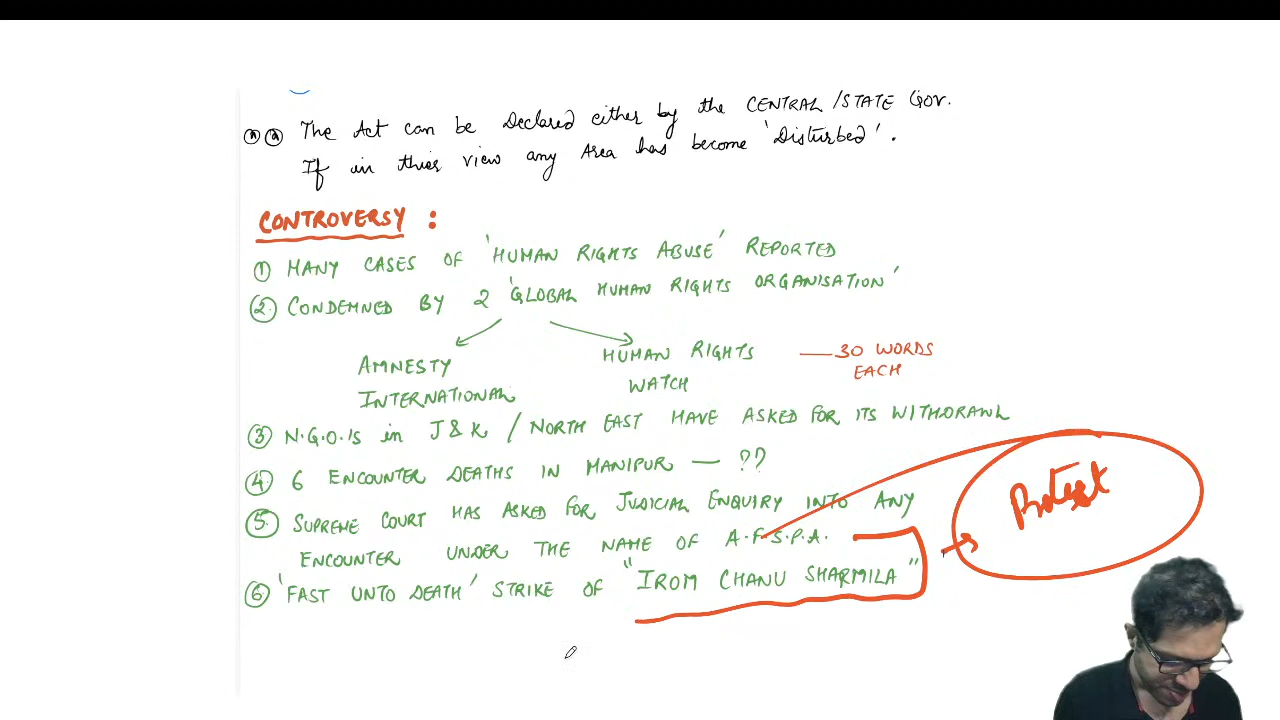 (n) (a) The Act can be Declared either by the CENTRAL/STATE Gov.
If in thier view any Area has become 'Disturbed'.
CONTROVERSY :
(1) MANY CASES OF 'HUMAN RIGHTS ABUSE' REPORTED
(2) CONDEMNED BY 2 'GLOBAL HUMAN RIGHTS ORGANISATION'
AMNESTY INTERNATIONAL
HUMAN RIGHTS WATCH
— 30 WORDS EACH
(3) N.G.O.'s in J & K / NORTH EAST HAVE ASKED FOR ITS WITHDRAWL
(4) 6 ENCOUNTER DEATHS IN MANIPUR — ??
(5) SUPREME COURT HAS ASKED FOR JUDICIAL ENQUIRY INTO ANY
ENCOUNTER UNDER THE NAME OF A.F.S.P.A.
(6) 'FAST UNTO DEATH' STRIKE OF "IROM CHANU SHARMILA"
Protest